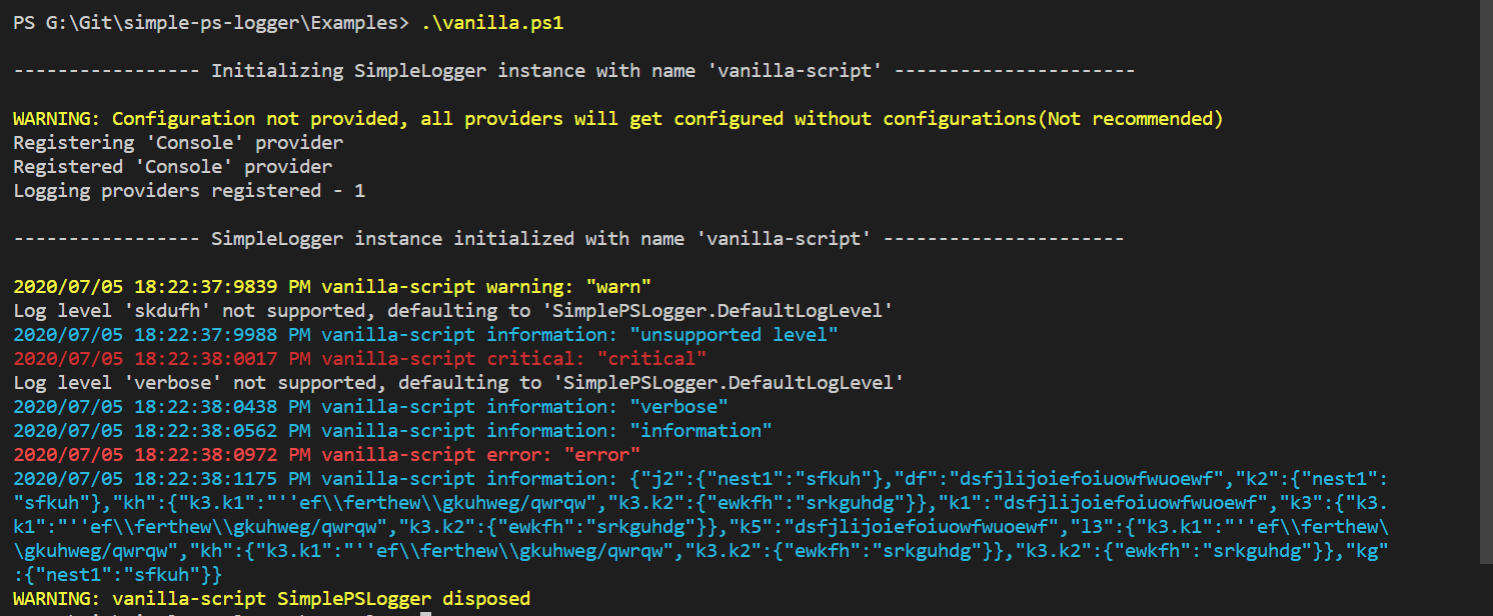 PS G:\Git\simple-ps-logger\Examples> .\vanilla.ps1
----------------- Initializing SimpleLogger instance with name 'vanilla-script' ----------------------
WARNING: Configuration not provided, all providers will get configured without configurations(Not recommended)
Registering 'Console' provider
Registered 'Console' provider
Logging providers registered - 1
----------------- SimpleLogger instance initialized with name 'vanilla-script' ----------------------
2020/07/05 18:22:37:9839 PM vanilla-script warning: "warn"
Log level 'skdufh' not supported, defaulting to 'SimplePSLogger.DefaultLogLevel'
2020/07/05 18:22:37:9988 PM vanilla-script information: "unsupported level"
2020/07/05 18:22:38:0017 PM vanilla-script critical: "critical"
Log level 'verbose' not supported, defaulting to 'SimplePSLogger.DefaultLogLevel'
2020/07/05 18:22:38:0438 PM vanilla-script information: "verbose"
2020/07/05 18:22:38:0562 PM vanilla-script information: "information"
2020/07/05 18:22:38:0972 PM vanilla-script error: "error"
2020/07/05 18:22:38:1175 PM vanilla-script information: {"j2":{"nest1":"sfkuh"},"df":"dsfjlijoiefoiuowfwuoewf","k2":{"nest1":
"sfkuh"},"kh":{"k3.k1":"''ef\\ferthew\\gkuhweg/qwrqw","k3.k2":{"ewkfh":"srkguhdg"}},"k1":"dsfjlijoiefoiuowfwuoewf","k3":{"k3.
k1":"''ef\\ferthew\\gkuhweg/qwrqw","k3.k2":{"ewkfh":"srkguhdg"}},"k5":"dsfjlijoiefoiuowfwuoewf","l3":{"k3.k1":"''ef\\ferthew\
\gkuhweg/qwrqw","kh":{"k3.k1":"''ef\\ferthew\\gkuhweg/qwrqw","k3.k2":{"ewkfh":"srkguhdg"}},"k3.k2":{"ewkfh":"srkguhdg"}},"kg"
:{"nest1":"sfkuh"}}
WARNING: vanilla-script SimplePSLogger disposed